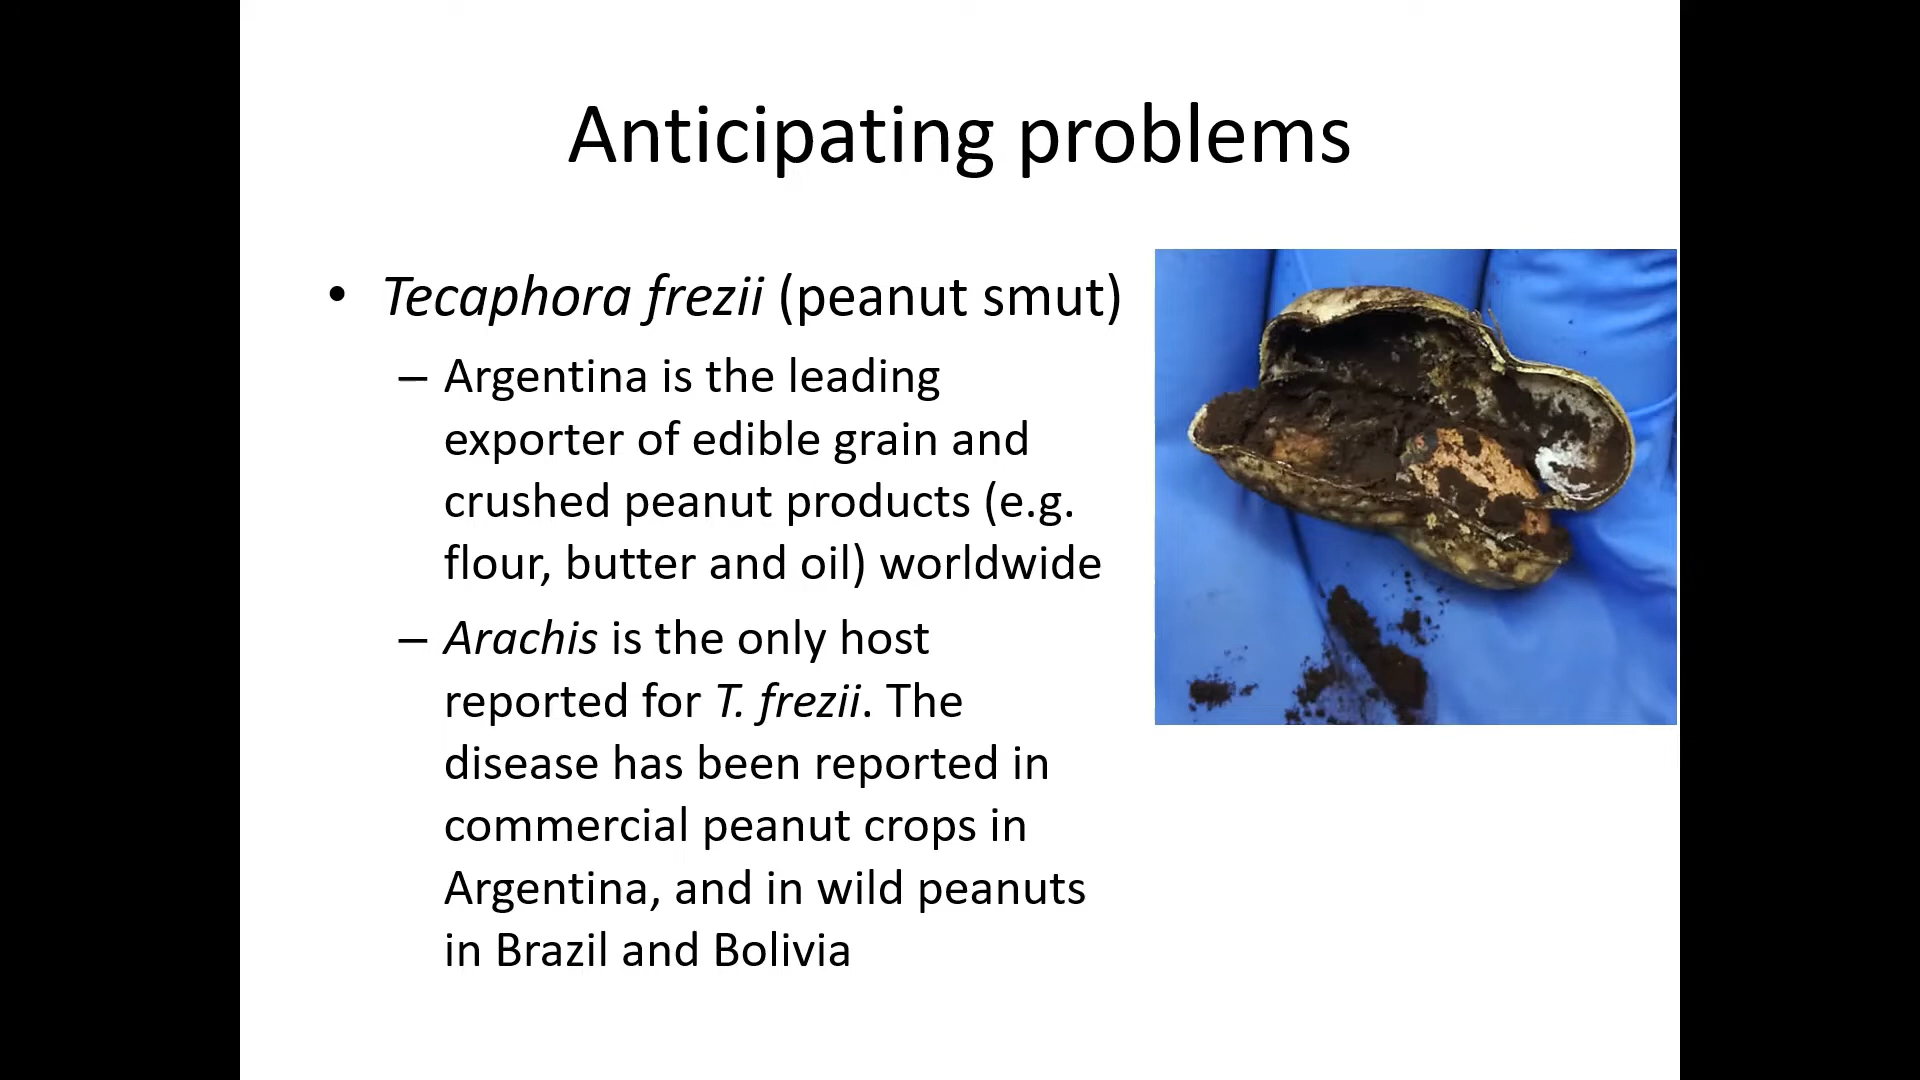 Anticipating problems
• Tecaphora frezii (peanut smut)
– Argentina is the leading
exporter of edible grain and
crushed peanut products (e.g.
flour, butter and oil) worldwide
– Arachis is the only host
reported for T. frezii. The
disease has been reported in
commercial peanut crops in
Argentina, and in wild peanuts
in Brazil and Bolivia